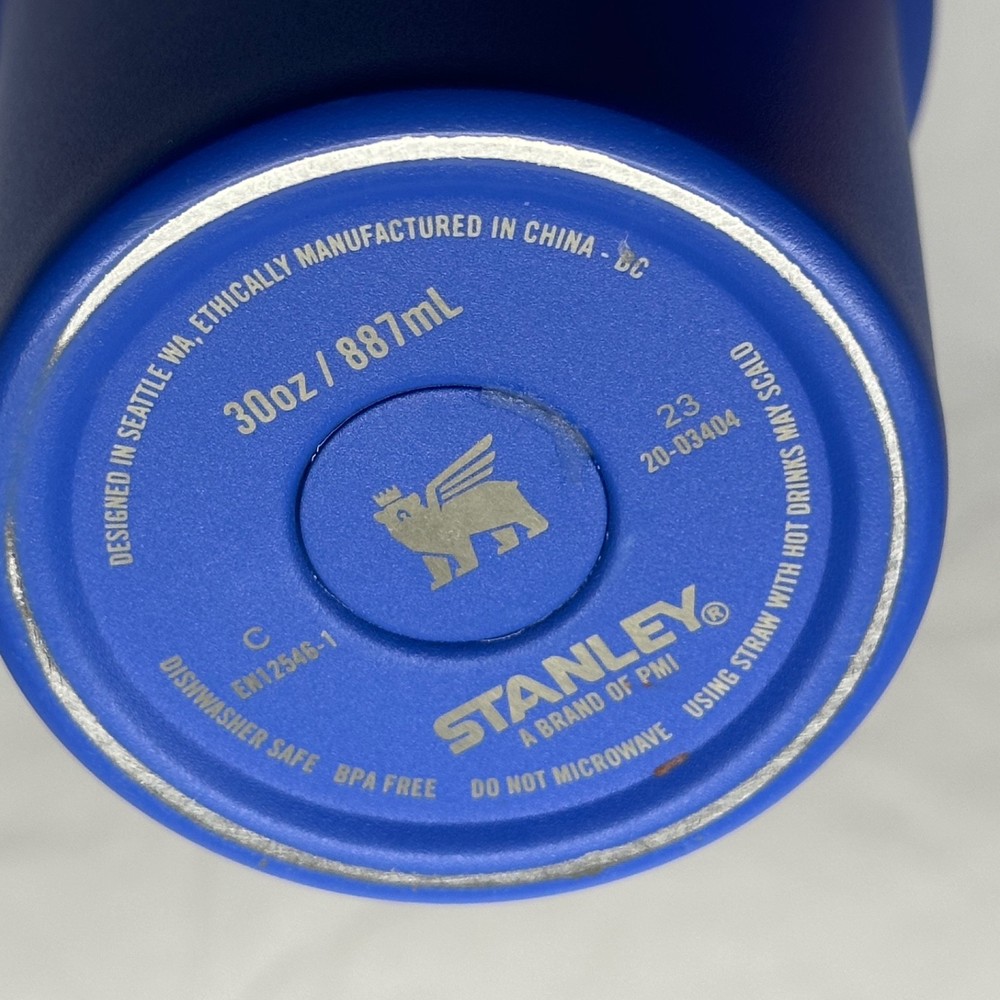 DESIGNED IN SEATTLE WA, ETHICALLY MANUFACTURED IN CHINA - BC
30oz / 887mL
23
20-03404
C
EN12546-1
STANLEY®
A BRAND OF PMI
DISHWASHER SAFE BPA FREE DO NOT MICROWAVE USING STRAW WITH HOT DRINKS MAY SCALD